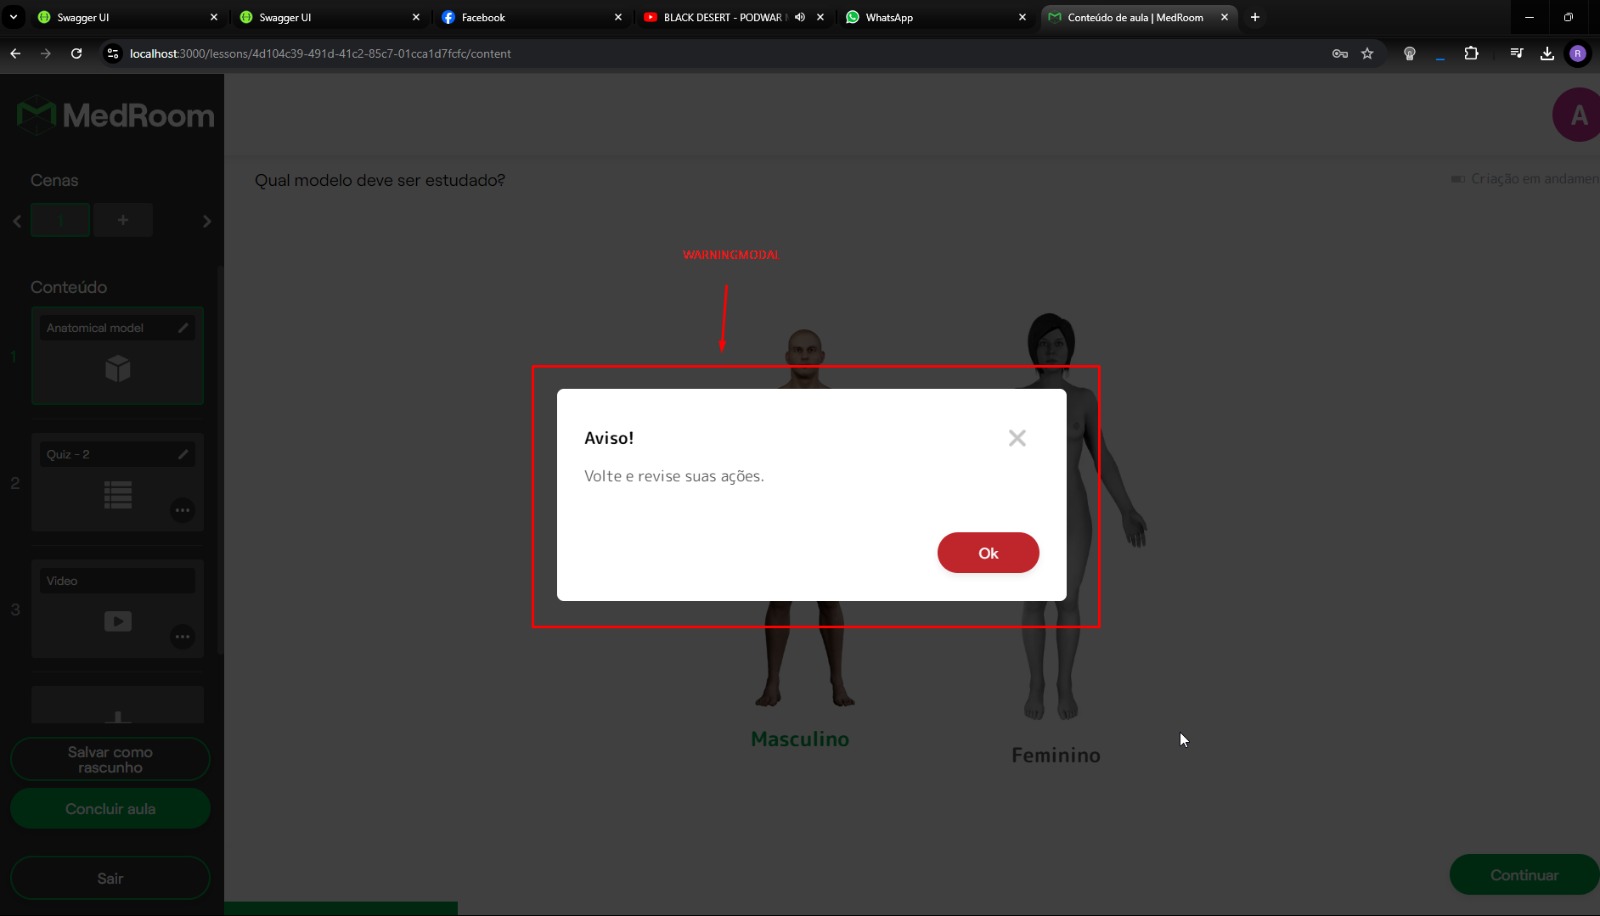 Swagger UI
Swagger UI
Facebook
BLACK DESERT - PODWAR
WhatsApp
Conteúdo de aula | MedRoom
localhost:3000/lessons/4d104c39-491d-41c2-85c7-01cca1d7fcfc/content
R
MedRoom
A
Cenas
1
+
Qual modelo deve ser estudado?
Criação em andamen
WARNINGMODAL
Conteúdo
1
Anatomical model
2
Quiz - 2
3
Video
Aviso!
Volte e revise suas ações.
Ok
Masculino
Feminino
Salvar como
rascunho
Concluir aula
Sair
Continuar